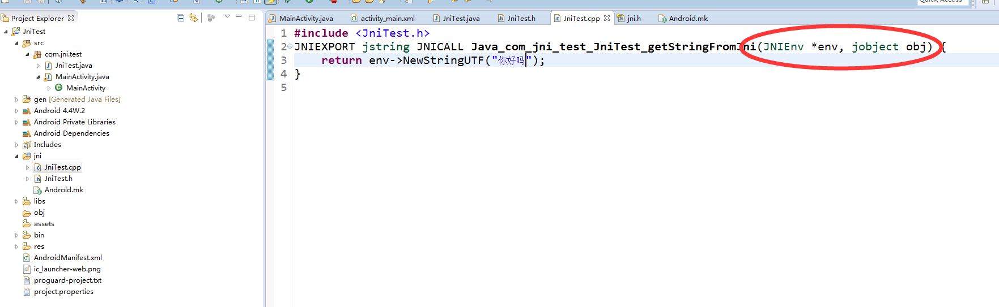 Quick Access
Project Explorer
MainActivity.java
activity_main.xml
JniTest.java
JniTest.h
JniTest.cpp
jni.h
Android.mk
JniTest
src
com.jni.test
JniTest.java
MainActivity.java
MainActivity
gen [Generated Java Files]
Android 4.4W.2
Android Private Libraries
Android Dependencies
Includes
jni
JniTest.cpp
JniTest.h
Android.mk
libs
obj
assets
bin
res
AndroidManifest.xml
ic_launcher-web.png
proguard-project.txt
project.properties
1 #include <JniTest.h>
2 JNIEXPORT jstring JNICALL Java_com_jni_test_JniTest_getStringFromJni(JNIEnv *env, jobject obj) {
3 return env->NewStringUTF("你好吗");
4 }
5